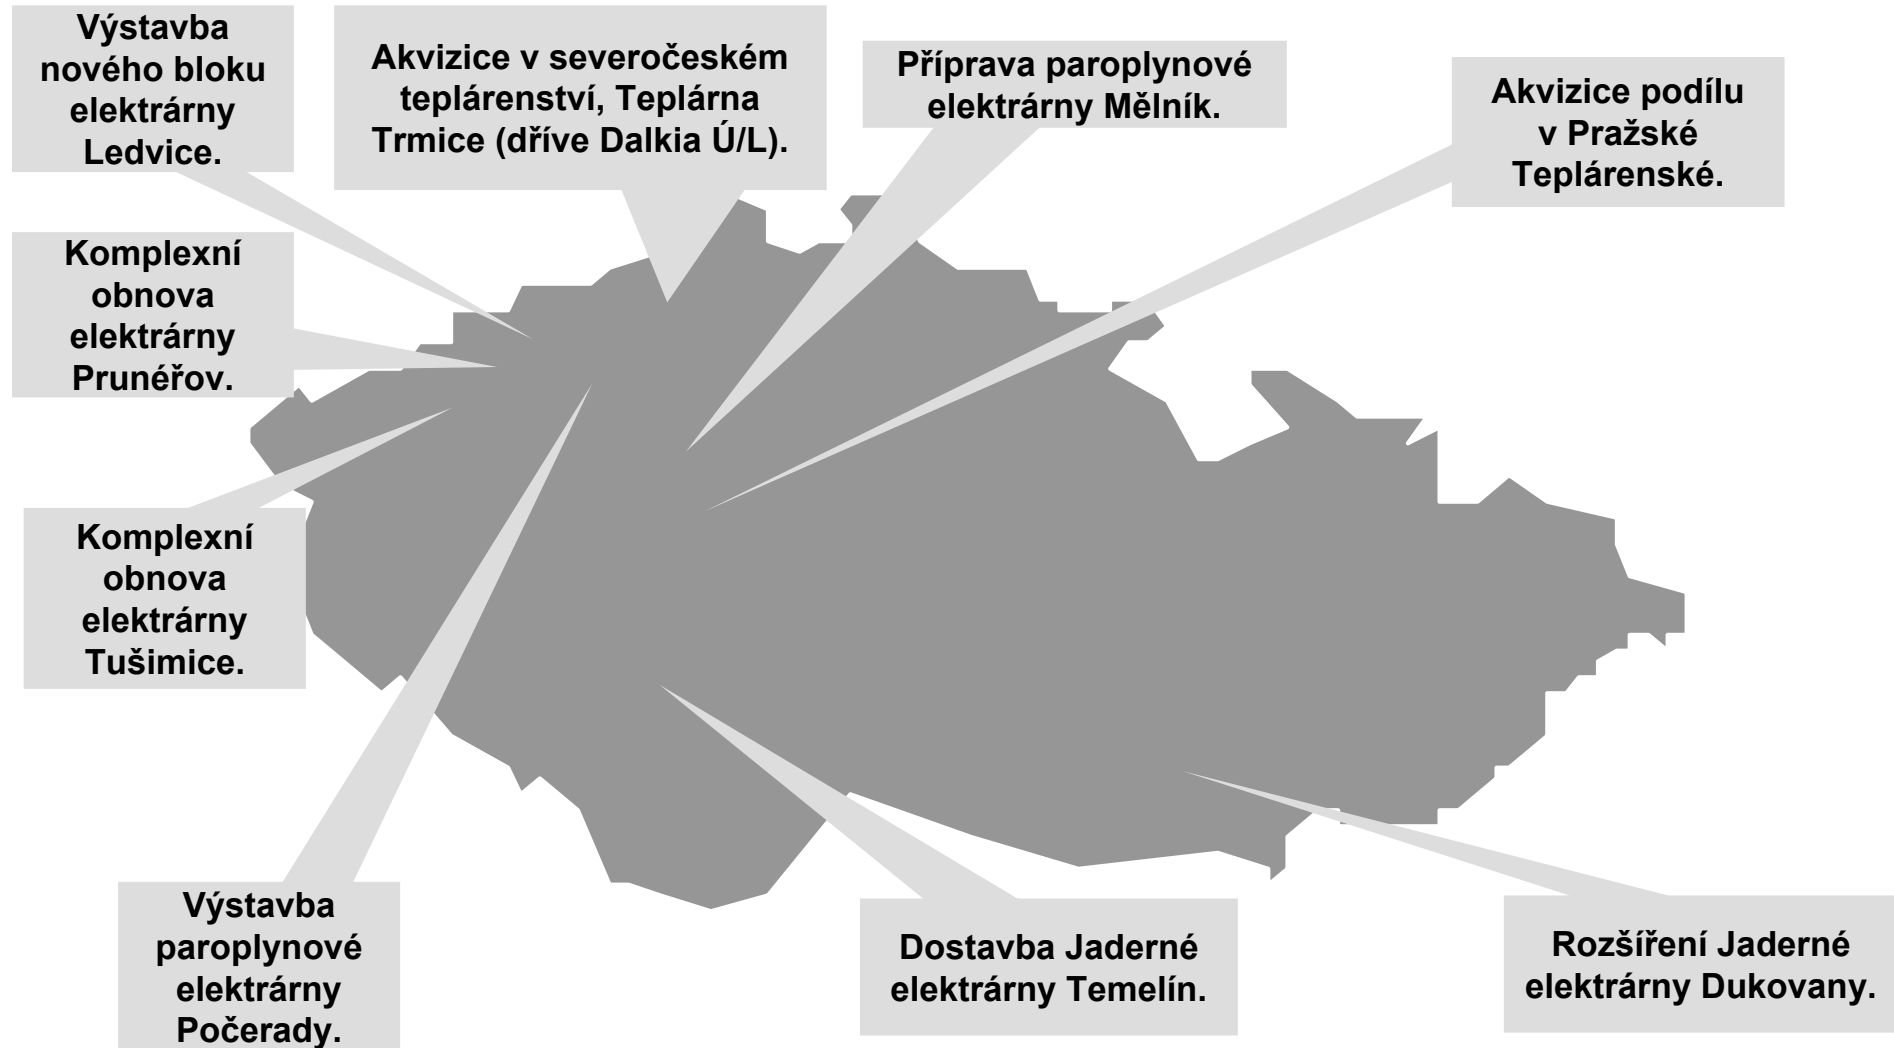 Výstavba
nového bloku
elektrárny
Ledvice.
Akvizice v severočeském
teplárenství, Teplárna
Trmice (dříve Dalkia Ú/L).
Příprava paroplynové
elektrárny Mělník.
Akvizice podílu
v Pražské
Teplárenské.
Komplexní
obnova
elektrárny
Prunéřov.
Komplexní
obnova
elektrárny
Tušimice.
Výstavba
paroplynové
elektrárny
Počerady.
Dostavba Jaderné
elektrárny Temelín.
Rozšíření Jaderné
elektrárny Dukovany.